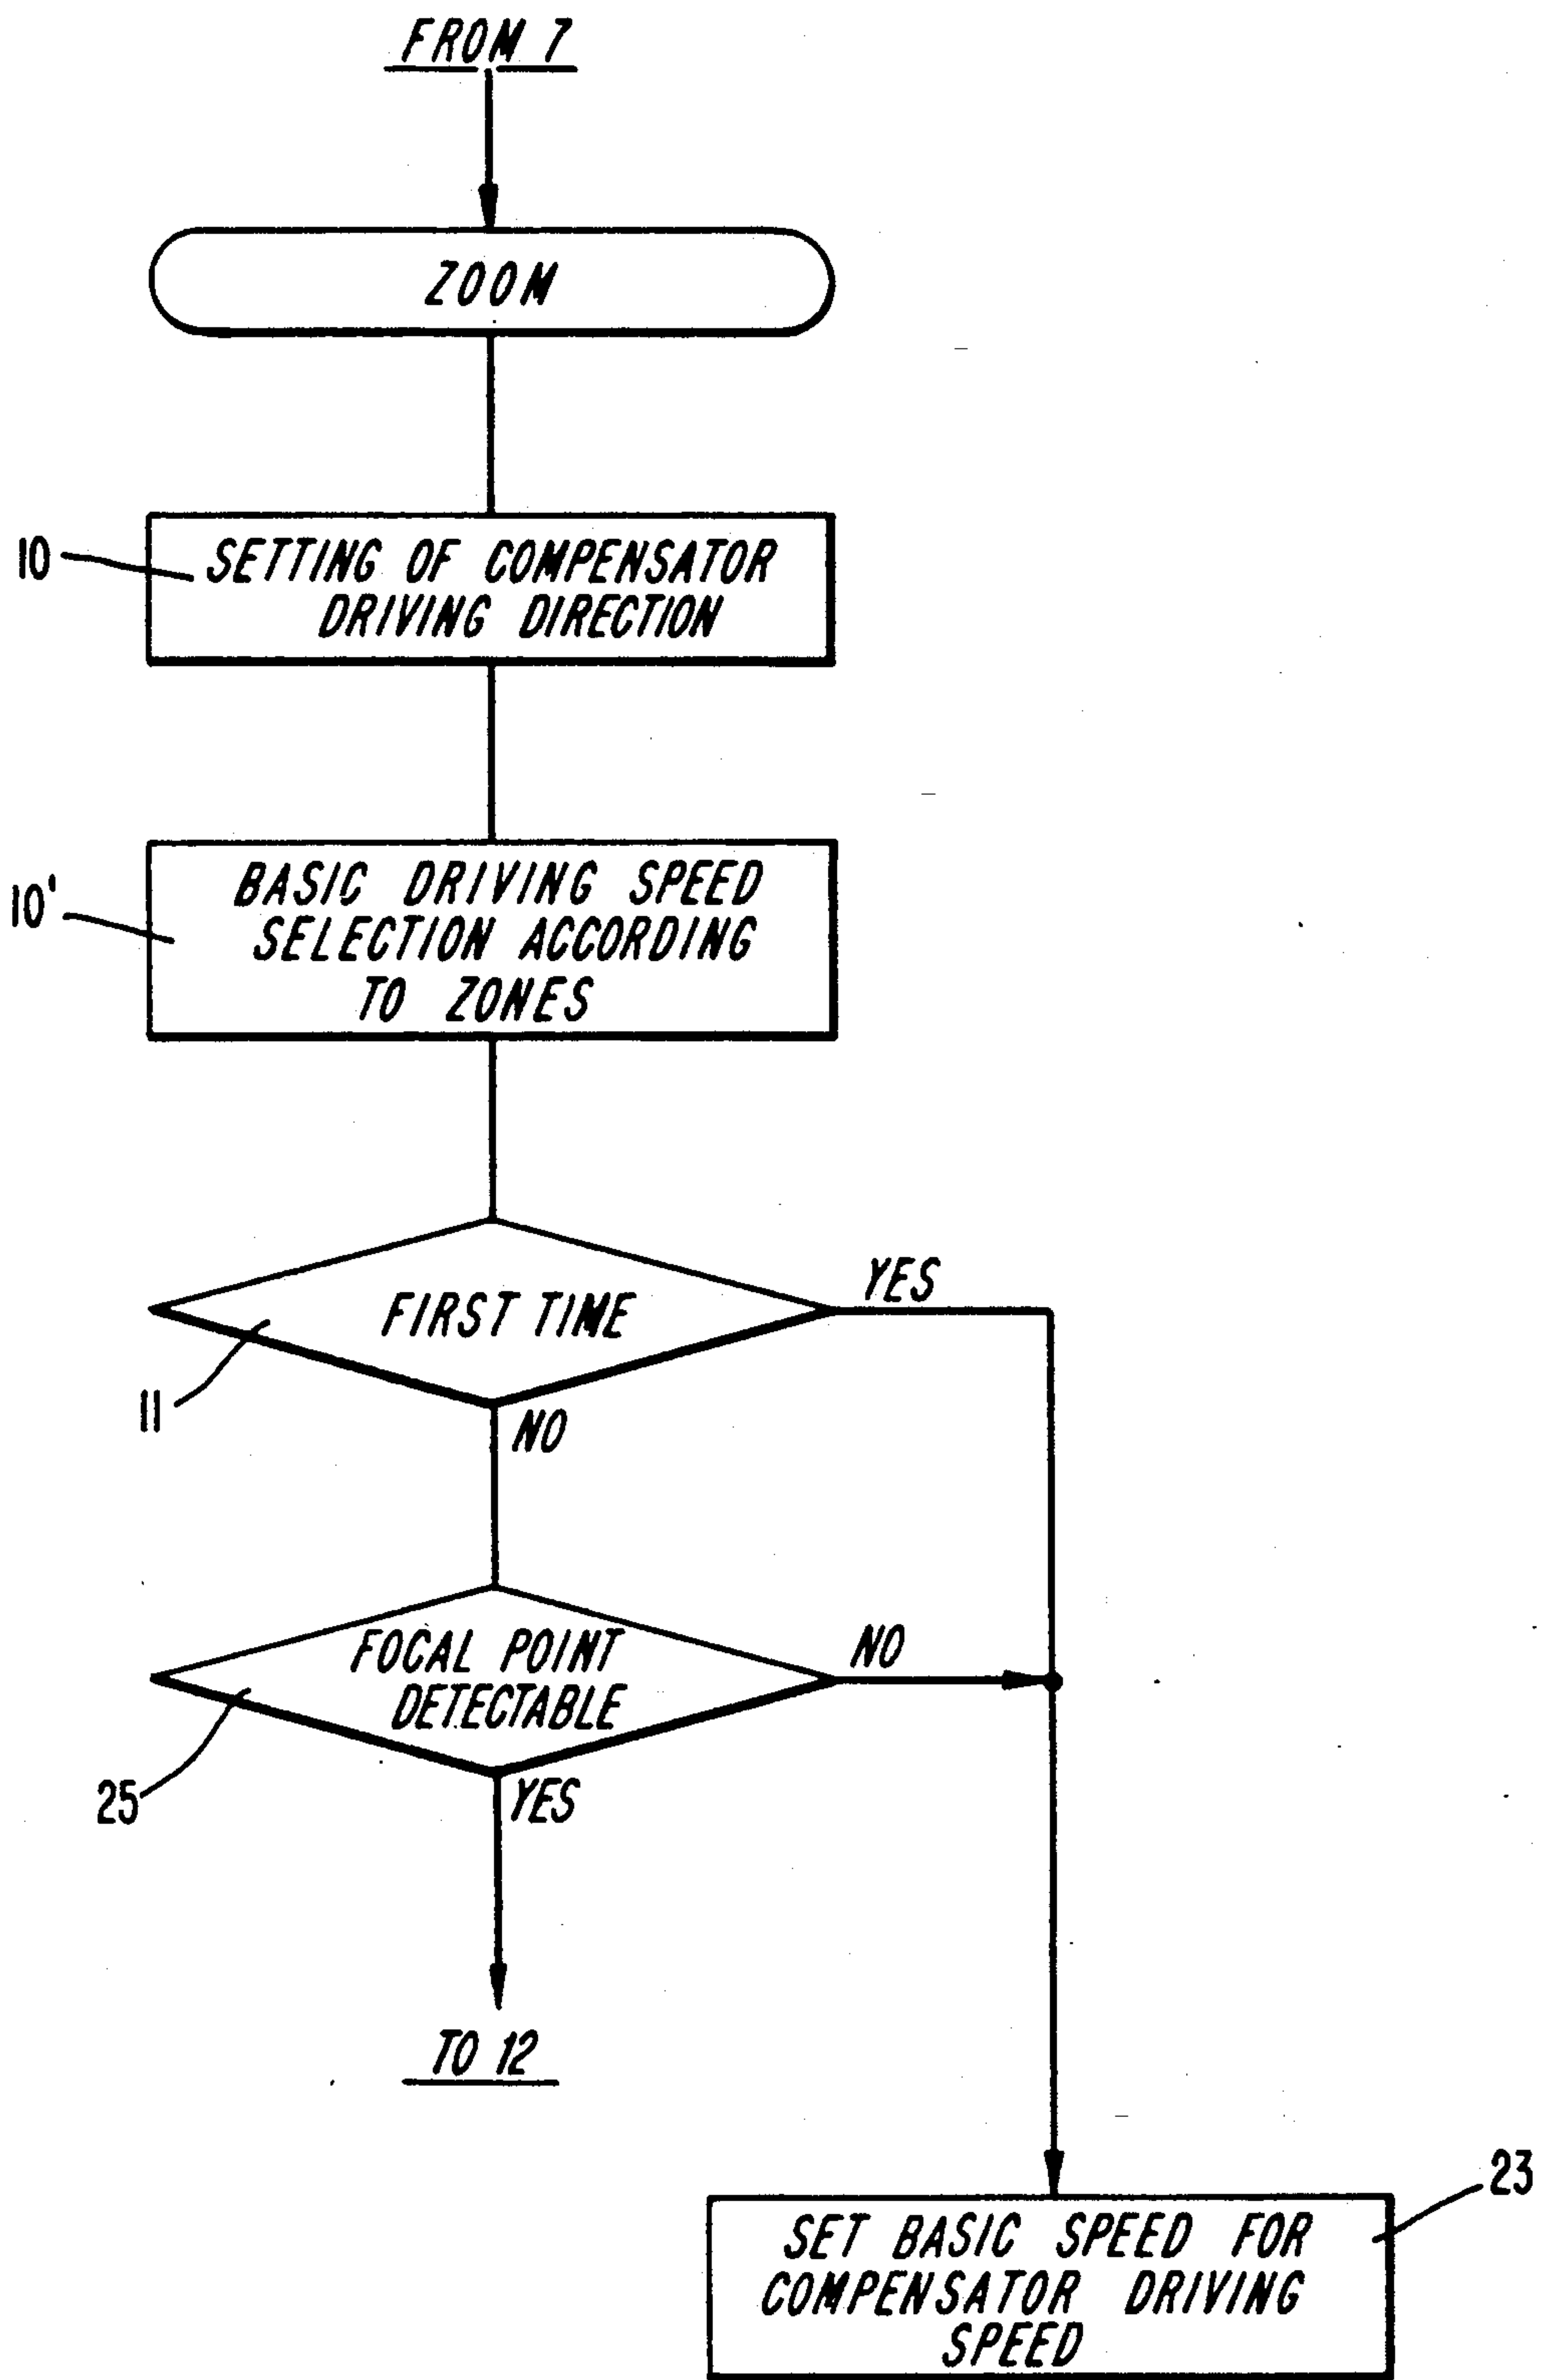 FROM 7
ZOOM
10
SETTING OF COMPENSATOR
DRIVING DIRECTION
10'
BASIC DRIVING SPEED
SELECTION ACCORDING
TO ZONES
YES
FIRST TIME
11
NO
FOCAL POINT
DETECTABLE
NO
25
YES
TO 12
23
SET BASIC SPEED FOR
COMPENSATOR DRIVING
SPEED